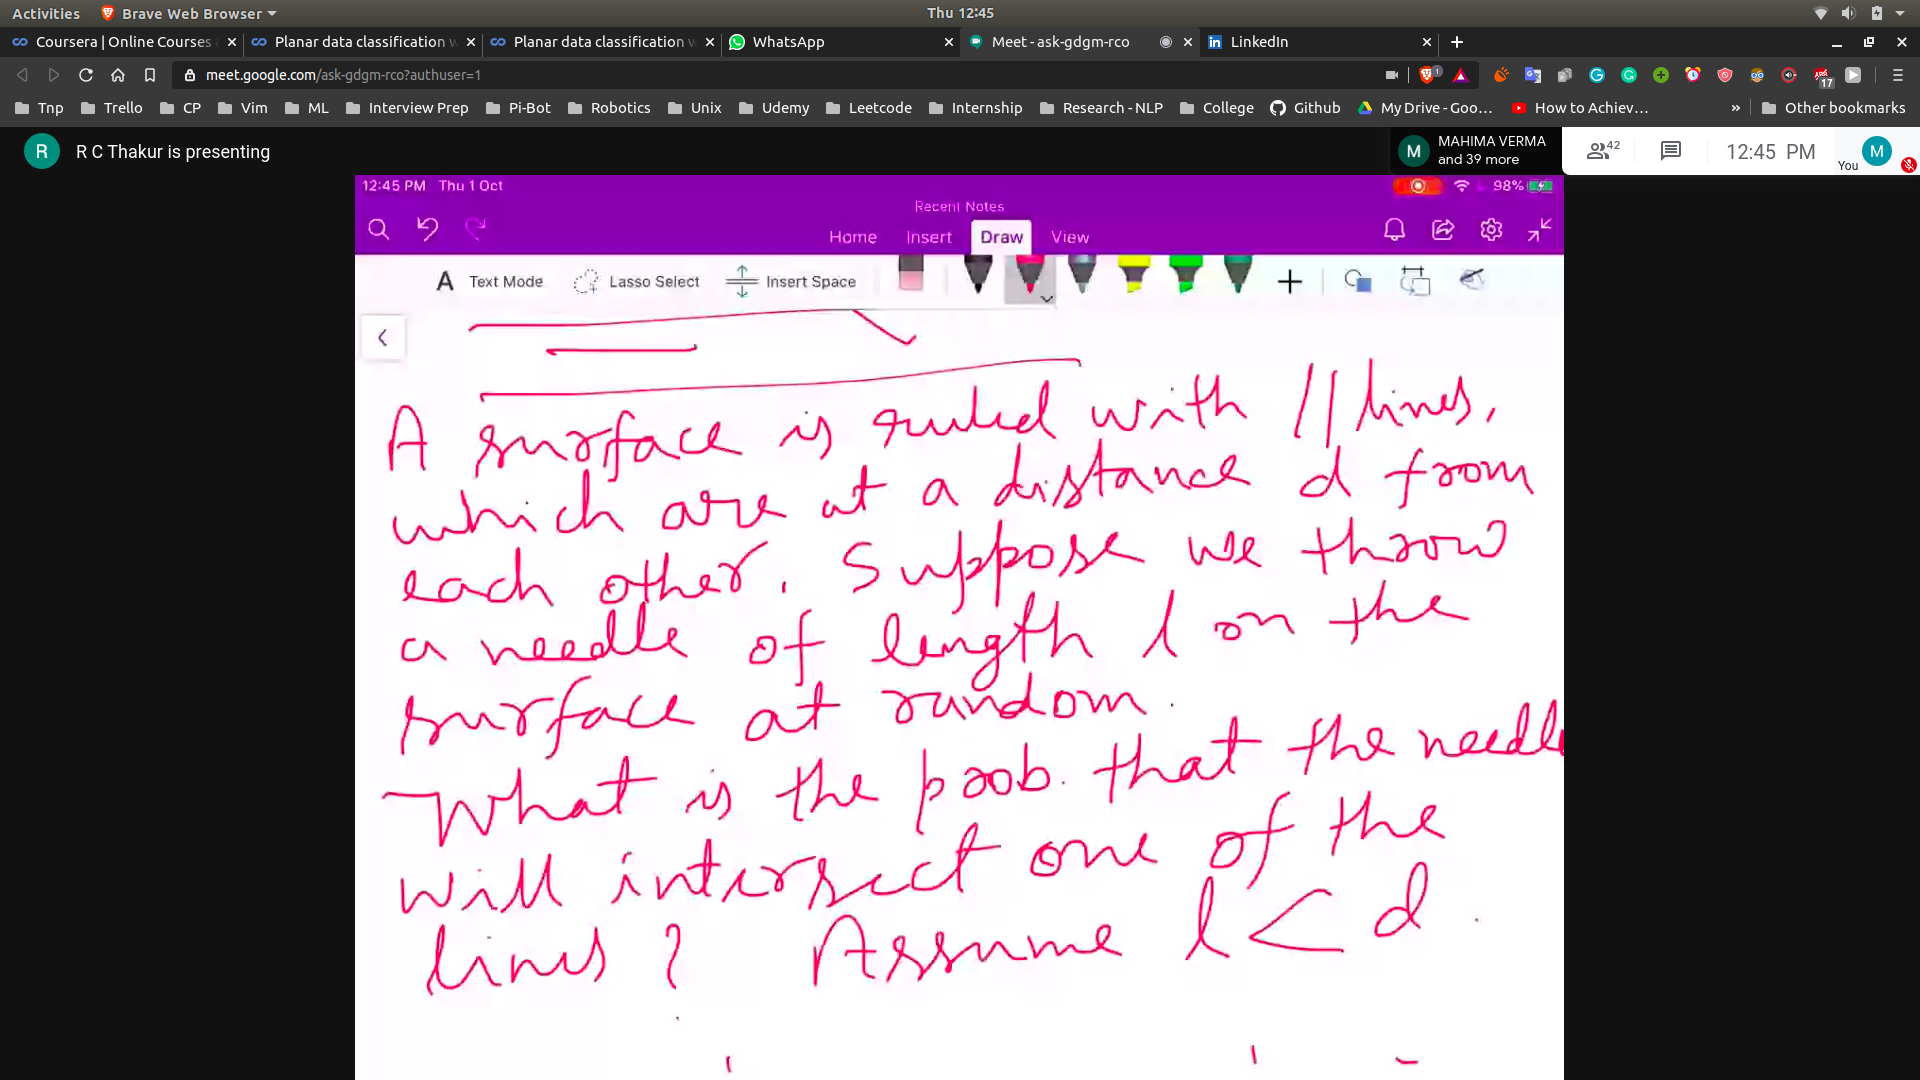 Activities Brave Web Browser Thu 12:45
Coursera | Online Courses Planar data classification w Planar data classification w WhatsApp Meet - ask-gdgm-rco LinkedIn
meet.google.com/ask-gdgm-rco?authuser=1 1 17
Tnp Trello CP Vim ML Interview Prep Pi-Bot Robotics Unix Udemy Leetcode Internship Research - NLP College Github My Drive - Goo... How to Achiev... » Other bookmarks
R R C Thakur is presenting M MAHIMA VERMA and 39 more 42 12:45 PM You M
12:45 PM Thu 1 Oct 98%
Recent Notes
Home Insert Draw View
A Text Mode Lasso Select Insert Space
A surface is ruled with // lines,
which are at a distance d from
each other. Suppose we throw
a needle of length l on the
surface at random.
What is the prob. that the needle
will intersect one of the
lines? Assume l < d.